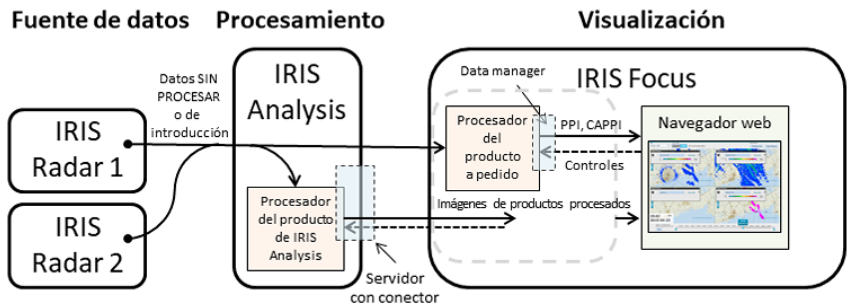 Fuente de datos
Procesamiento
Visualización
Datos SIN
PROCESAR
o de
introducción
IRIS
Radar 1
IRIS
Radar 2
IRIS
Analysis
Procesador
del producto
de IRIS
Analysis
Servidor
con conector
IRIS Focus
Data manager
Procesador
del
producto
a pedido
PPI, CAPPI
Controles
Imágenes de productos procesados
Navegador web